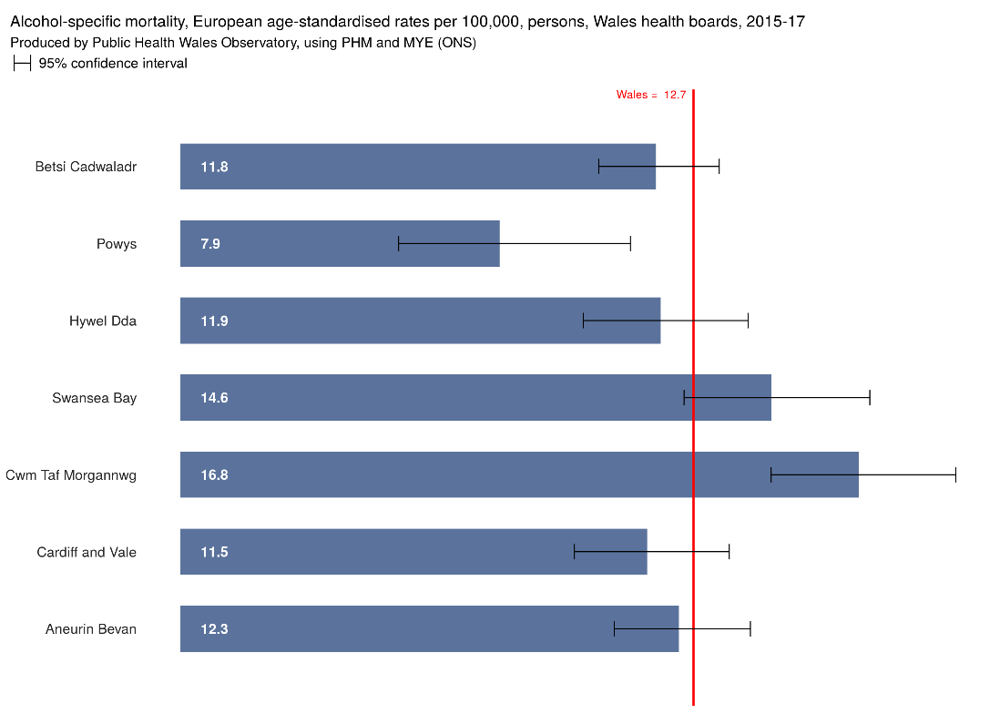 Alcohol-specific mortality, European age-standardised rates per 100,000, persons, Wales health boards, 2015-17
Produced by Public Health Wales Observatory, using PHM and MYE (ONS)
95% confidence interval
Wales = 12.7
Betsi Cadwaladr 11.8
Powys 7.9
Hywel Dda 11.9
Swansea Bay 14.6
Cwm Taf Morgannwg 16.8
Cardiff and Vale 11.5
Aneurin Bevan 12.3